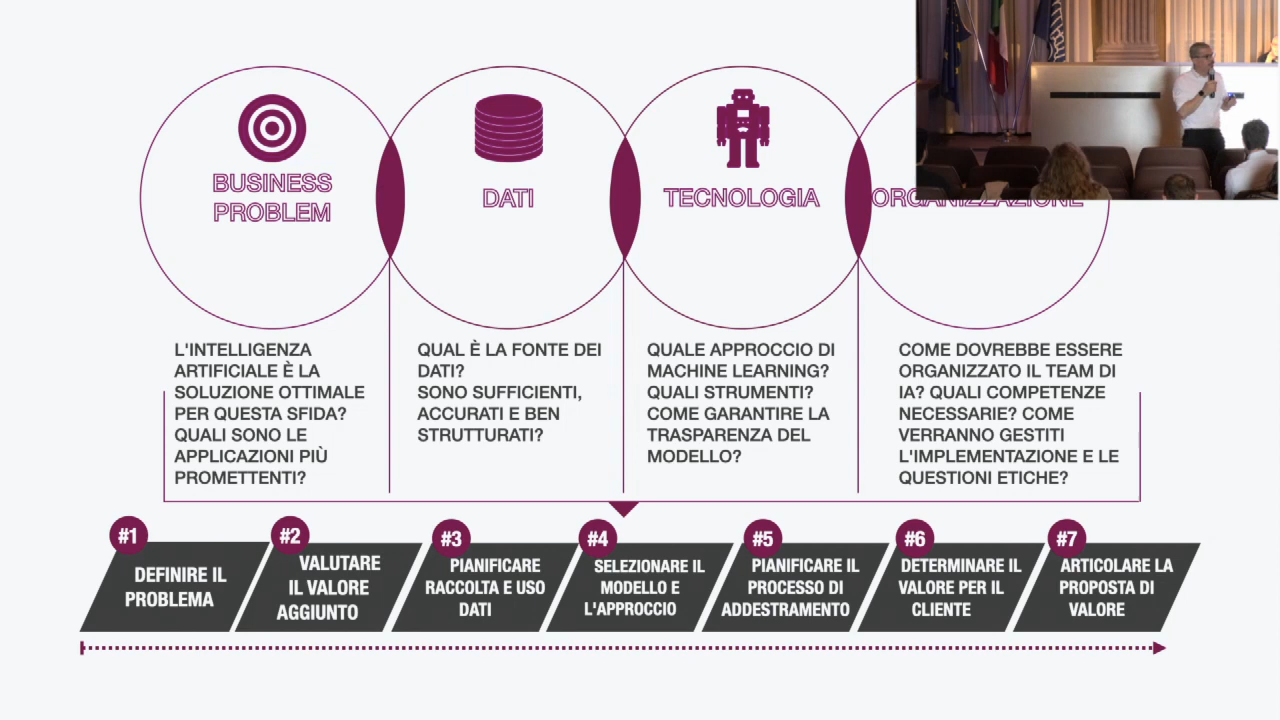 BUSINESS
PROBLEM
DATI
TECNOLOGIA
ORGANIZZAZIONE
L'INTELLIGENZA
ARTIFICIALE È LA
SOLUZIONE OTTIMALE
PER QUESTA SFIDA?
QUALI SONO LE
APPLICAZIONI PIÙ
PROMETTENTI?
QUAL È LA FONTE DEI
DATI?
SONO SUFFICIENTI,
ACCURATI E BEN
STRUTTURATI?
QUALE APPROCCIO DI
MACHINE LEARNING?
QUALI STRUMENTI?
COME GARANTIRE LA
TRASPARENZA DEL
MODELLO?
COME DOVREBBE ESSERE
ORGANIZZATO IL TEAM DI
IA? QUALI COMPETENZE
NECESSARIE? COME
VERRANNO GESTITI
L'IMPLEMENTAZIONE E LE
QUESTIONI ETICHE?
#1
DEFINIRE IL
PROBLEMA
#2
VALUTARE
IL VALORE
AGGIUNTO
#3
PIANIFICARE
RACCOLTA E USO
DATI
#4
SELEZIONARE IL
MODELLO E
L'APPROCCIO
#5
PIANIFICARE IL
PROCESSO DI
ADDESTRAMENTO
#6
DETERMINARE IL
VALORE PER IL
CLIENTE
#7
ARTICOLARE LA
PROPOSTA DI
VALORE